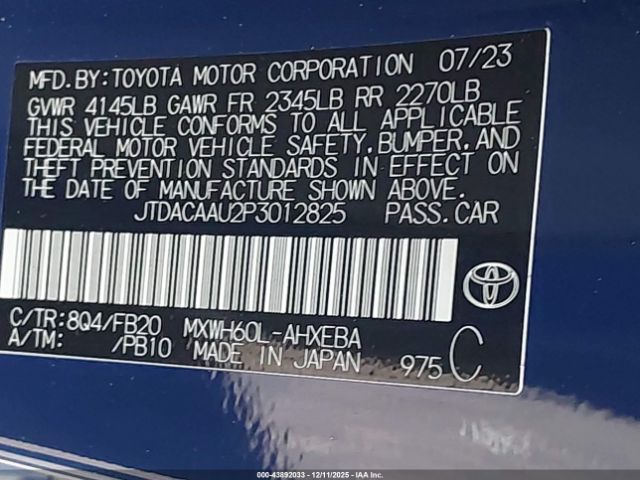 MFD.BY:TOYOTA MOTOR CORPORATION 07/23
GVWR 4145LB GAWR FR 2345LB RR 2270LB
THIS VEHICLE CONFORMS TO ALL APPLICABLE
FEDERAL MOTOR VEHICLE SAFETY,BUMPER,AND
THEFT PREVENTION STANDARDS IN EFFECT ON
THE DATE OF MANUFACTURE SHOWN ABOVE.
JTDACAAU2P3012825 PASS.CAR
C/TR:8Q4/FB20 MXWH60L-AHXEBA
A/TM: /PB10 MADE IN JAPAN 975 C
000-43892033 - 12/11/2025 - IAA Corp.